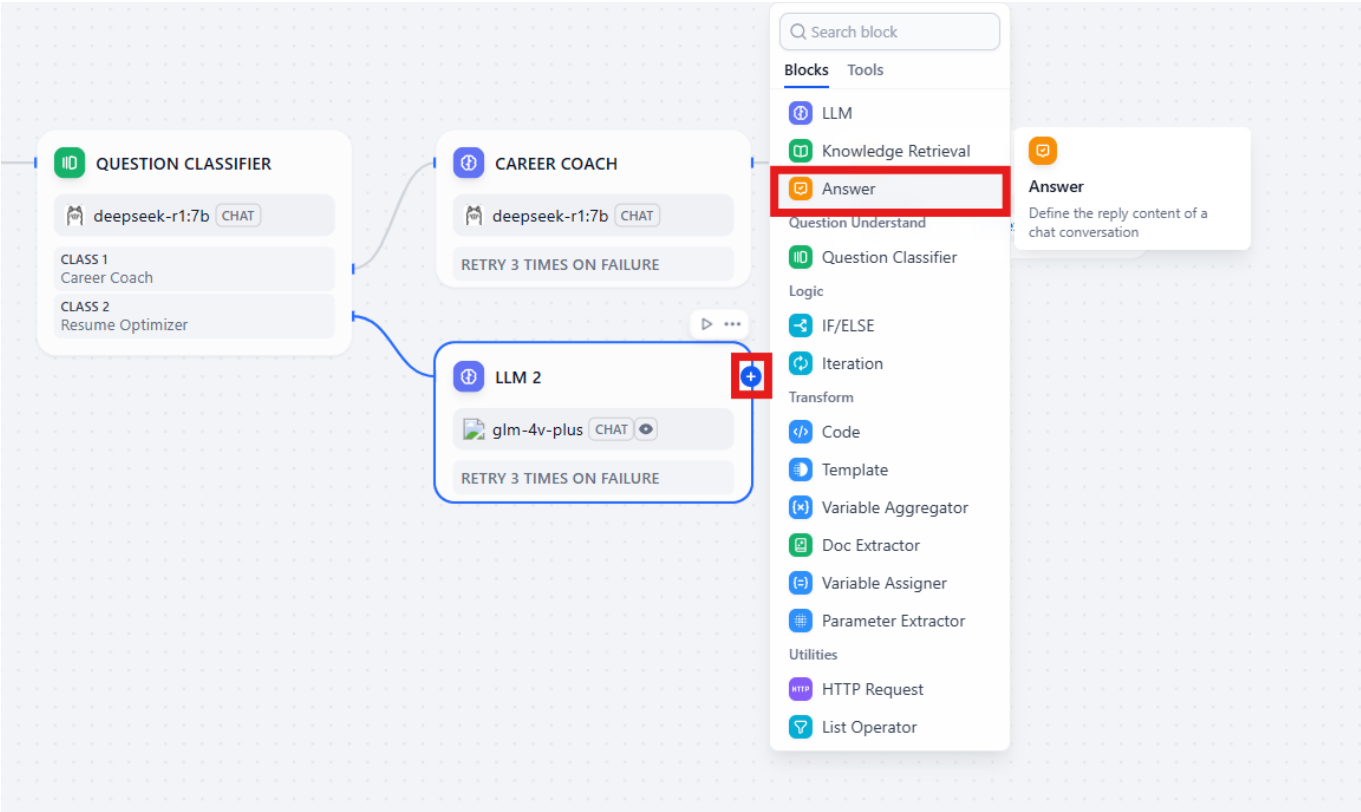 QUESTION CLASSIFIER
deepseek-r1:7b CHAT
CLASS 1
Career Coach
CLASS 2
Resume Optimizer
CAREER COACH
deepseek-r1:7b CHAT
RETRY 3 TIMES ON FAILURE
LLM 2
glm-4v-plus CHAT
RETRY 3 TIMES ON FAILURE
Search block
Blocks Tools
LLM
Knowledge Retrieval
Answer
Question Understand
Question Classifier
Logic
IF/ELSE
Iteration
Transform
Code
Template
Variable Aggregator
Doc Extractor
Variable Assigner
Parameter Extractor
Utilities
HTTP HTTP Request
List Operator
Answer
Define the reply content of a
chat conversation